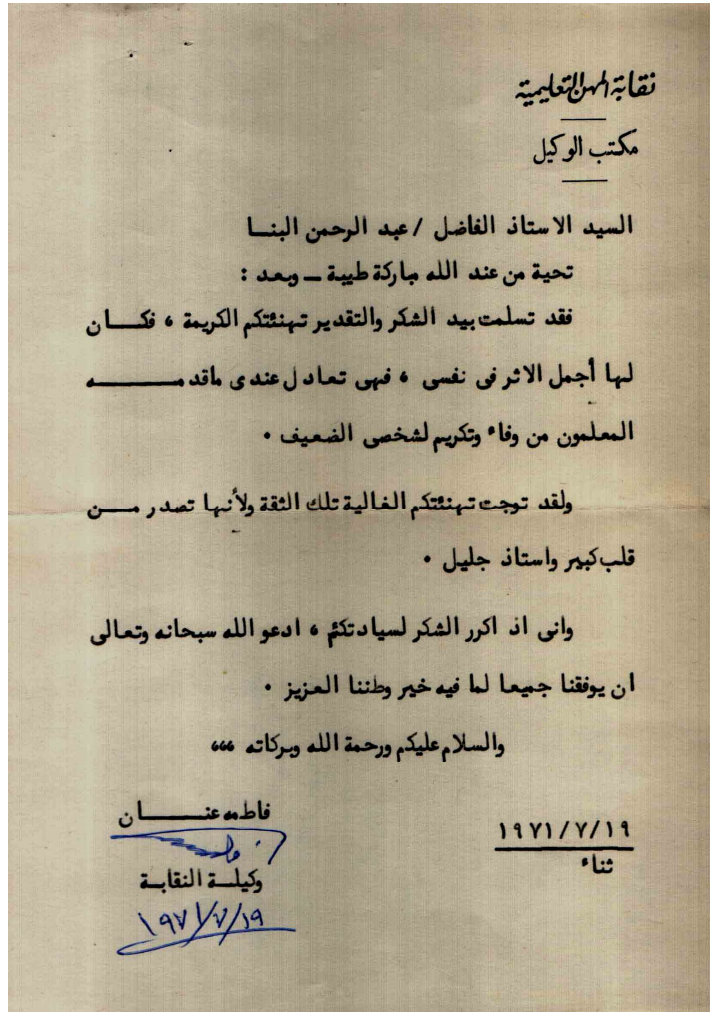 نقابة المهن التعليمية
مكتب الوكيل
السيد الاستاذ الفاضل / عبد الرحمن البنا
تحية من عند الله مباركة طيبة ـ وبعد :
فقد تسلمت بيد الشكر والتقدير تهنئتكم الكريمة ، فكان
لها أجمل الاثر فى نفسى ، فهى تعادل عندى ماقدمه
المعلمون من وفاء وتكريم لشخصى الضعيف .
ولقد توجت تهنئتكم الغالية تلك الثقة ولأنها تصدر من
قلب كبير واستاذ جليل .
وانى اذ اكرر الشكر لسيادتكم ، ادعو الله سبحانه وتعالى
ان يوفقنا جميعا لما فيه خير وطننا العزيز .
والسلام عليكم ورحمة الله وبركاته ،،،
فاطمه عنان
وكيلة النقابة
١٩٧١/٧/١٩
١٩٧١/٧/١٩
ثناء